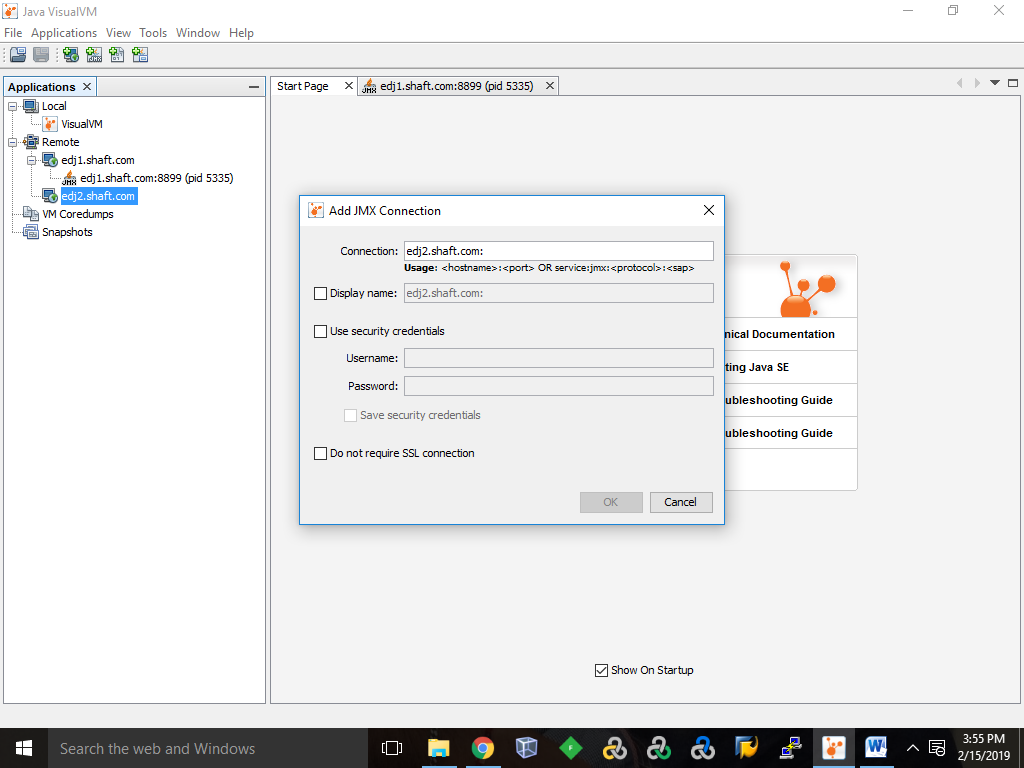 Java VisualVM
File Applications View Tools Window Help
Applications
Start Page
edj1.shaft.com:8899 (pid 5335)
Local
VisualVM
Remote
edj1.shaft.com
edj1.shaft.com:8899 (pid 5335)
edj2.shaft.com
VM Coredumps
Snapshots
Add JMX Connection
Connection: edj2.shaft.com:
Usage: <hostname>:<port> OR service:jmx:<protocol>:<sap>
Display name: edj2.shaft.com:
Use security credentials
Username:
Password:
Save security credentials
Do not require SSL connection
OK Cancel
nical Documentation
ting Java SE
ubleshooting Guide
ubleshooting Guide
Show On Startup
Search the web and Windows
3:55 PM
2/15/2019